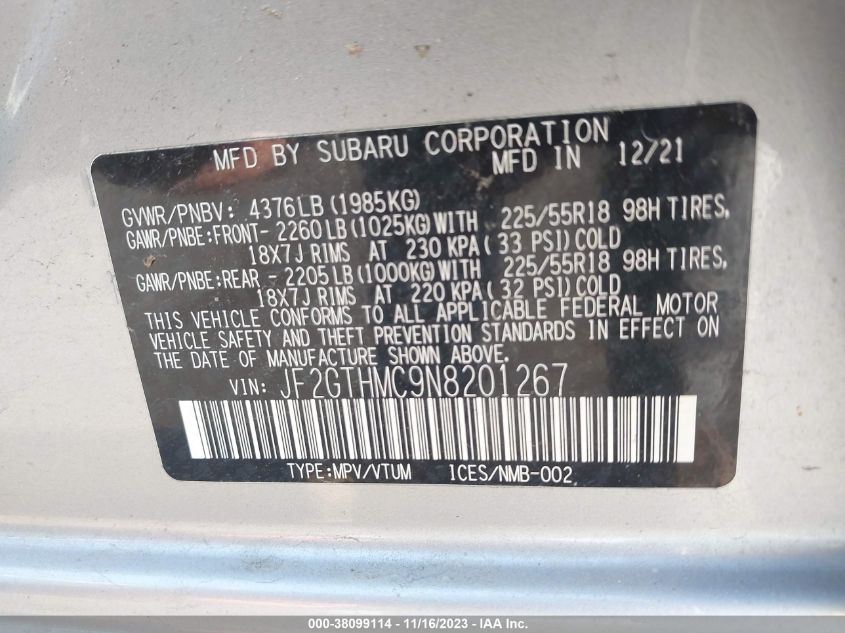 MFD BY SUBARU CORPORATION
MFD IN 12/21
GVWR/PNBV: 4376LB (1985KG)
GAWR/PNBE:FRONT- 2260LB (1025KG) WITH 225/55R18 98H TIRES,
18X7J RIMS AT 230 KPA ( 33 PSI) COLD
GAWR/PNBE:REAR - 2205LB (1000KG) WITH 225/55R18 98H TIRES,
18X7J RIMS AT 220 KPA ( 32 PSI) COLD
THIS VEHICLE CONFORMS TO ALL APPLICABLE FEDERAL MOTOR
VEHICLE SAFETY AND THEFT PREVENTION STANDARDS IN EFFECT ON
THE DATE OF MANUFACTURE SHOWN ABOVE.
VIN: JF2GTHMC9N8201267
TYPE:MPV/VTUM ICES/NMB-002
000-38099114 - 11/16/2023 - IAA Inc.